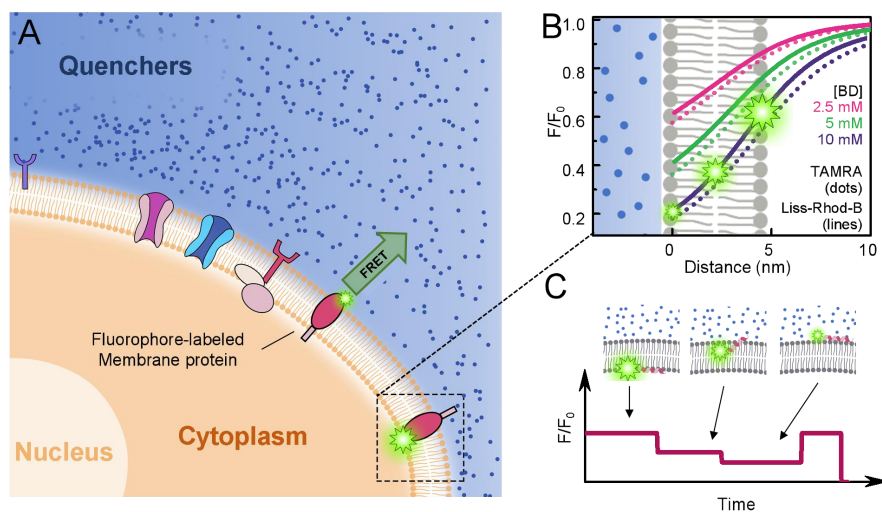 A
Quenchers
FRET
Fluorophore-labeled
Membrane protein
Nucleus
Cytoplasm
B
F/F0
1.0
0.8
0.6
0.4
0.2
[BD]
2.5 mM
5 mM
10 mM
TAMRA
(dots)
Liss-Rhod-B
(lines)
0
5
10
Distance (nm)
C
F/F0
Time